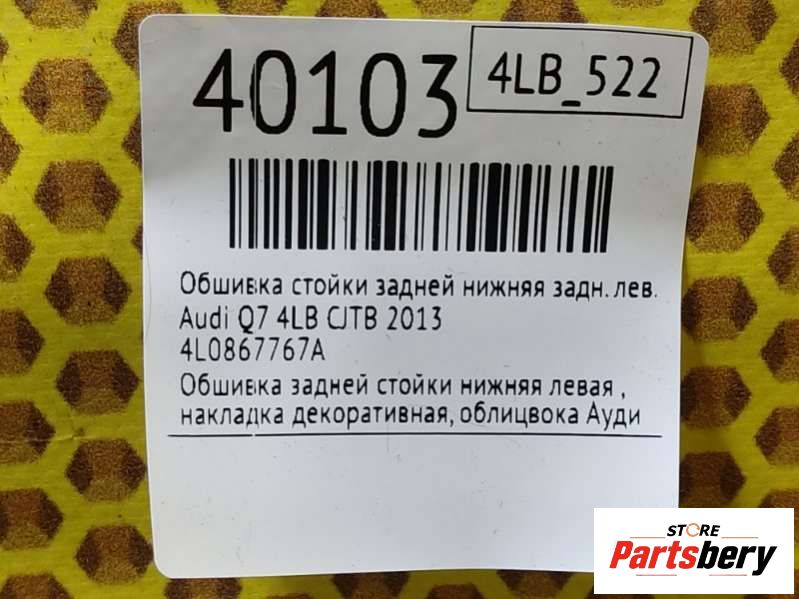 40103
4LB_522
Обшивка стойки задней нижняя задн. лев.
Audi Q7 4LB CJTB 2013
4L0867767A
Обшивка задней стойки нижняя левая ,
накладка декоративная, облицвока Ауди
STORE
Partsbery